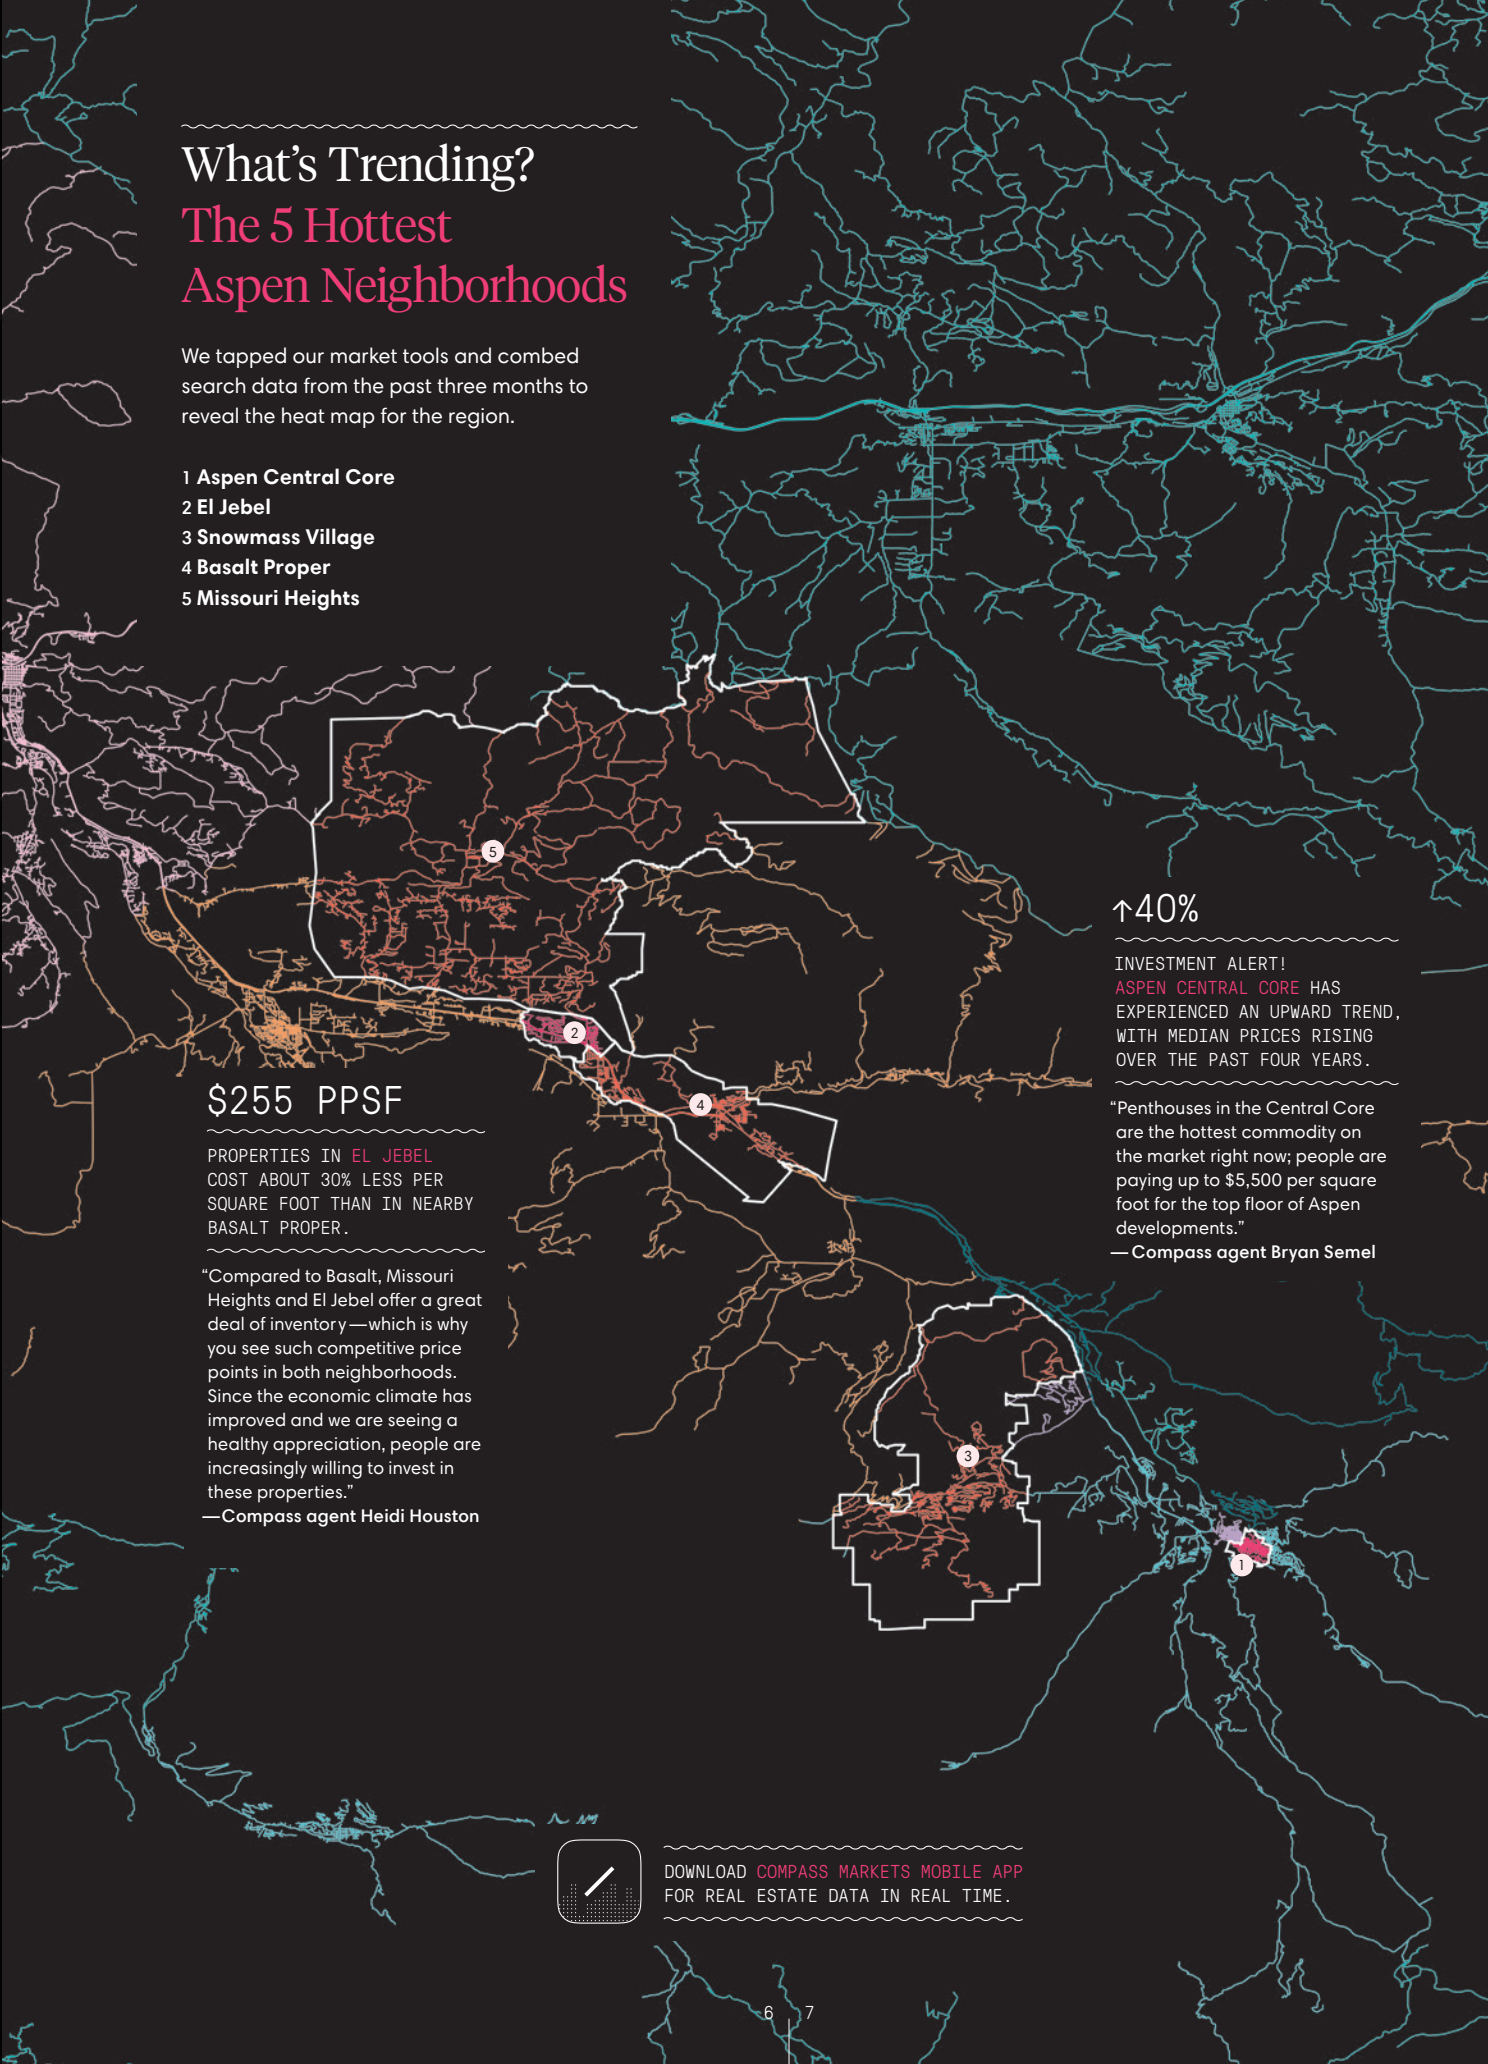 What's Trending?
The 5 Hottest
Aspen Neighborhoods
We tapped our market tools and combed
search data from the past three months to
reveal the heat map for the region.
1 Aspen Central Core
2 El Jebel
3 Snowmass Village
4 Basalt Proper
5 Missouri Heights
5
2
4
3
1
$255 PPSF
PROPERTIES IN EL JEBEL
COST ABOUT 30% LESS PER
SQUARE FOOT THAN IN NEARBY
BASALT PROPER.
“Compared to Basalt, Missouri
Heights and El Jebel offer a great
deal of inventory—which is why
you see such competitive price
points in both neighborhoods.
Since the economic climate has
improved and we are seeing a
healthy appreciation, people are
increasingly willing to invest in
these properties.”
—Compass agent Heidi Houston
↑40%
INVESTMENT ALERT!
ASPEN CENTRAL CORE HAS
EXPERIENCED AN UPWARD TREND,
WITH MEDIAN PRICES RISING
OVER THE PAST FOUR YEARS.
“Penthouses in the Central Core
are the hottest commodity on
the market right now; people are
paying up to $5,500 per square
foot for the top floor of Aspen
developments.”
—Compass agent Bryan Semel
DOWNLOAD COMPASS MARKETS MOBILE APP
FOR REAL ESTATE DATA IN REAL TIME.
6 7